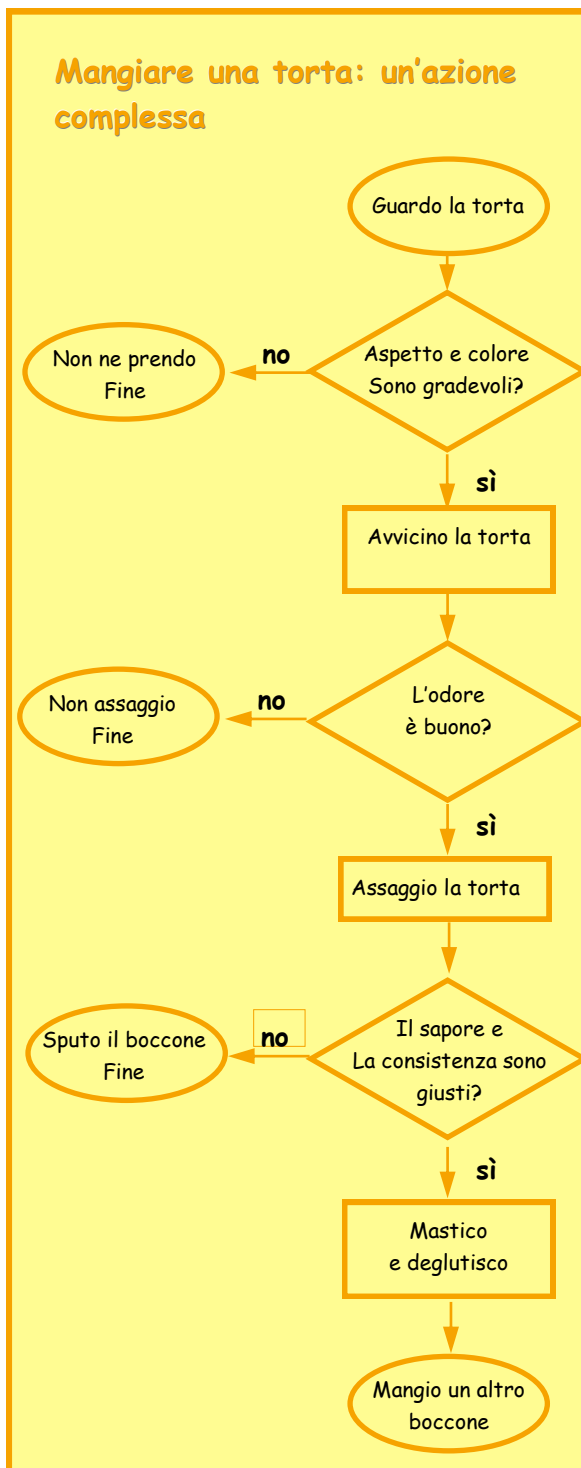 Mangiare una torta: un'azione
complessa
Guardo la torta
Aspetto e colore
Sono gradevoli?
no
Non ne prendo
Fine
sì
Avvicino la torta
L'odore
è buono?
no
Non assaggio
Fine
sì
Assaggio la torta
Il sapore e
La consistenza sono
giusti?
no
Sputo il boccone
Fine
sì
Mastico
e deglutisco
Mangio un altro
boccone